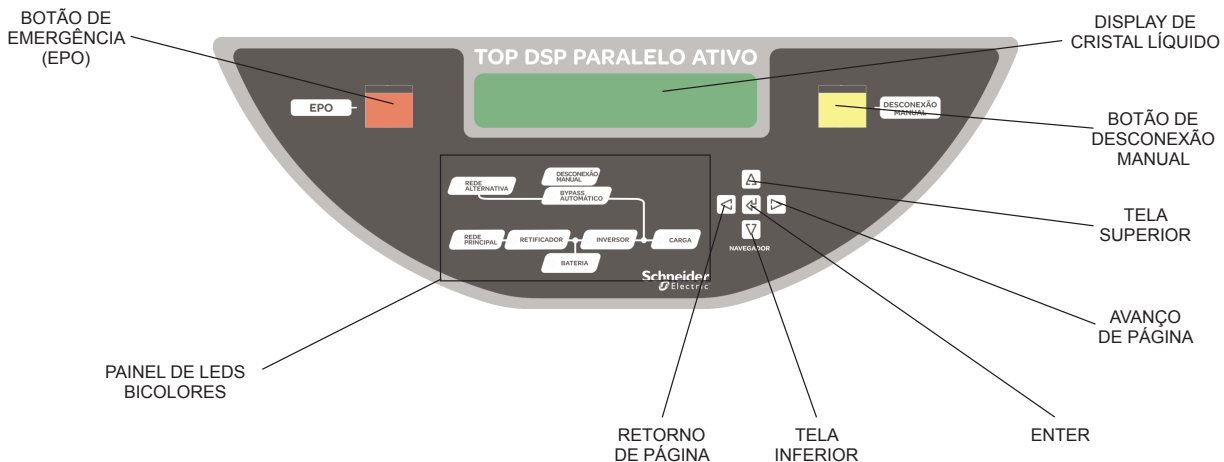 BOTÃO DE
EMERGÊNCIA
(EPO)
DISPLAY DE
CRISTAL LÍQUIDO
TOP DSP PARALELO ATIVO
EPO
DESCONEXÃO
MANUAL
BOTÃO DE
DESCONEXÃO
MANUAL
REDE
ALTERNATIVA
DESCONEXÃO
MANUAL
BYPASS
AUTOMÁTICO
REDE
PRINCIPAL
RETIFICADOR
INVERSOR
CARGA
BATERIA
NAVEGADOR
Schneider
Electric
TELA
SUPERIOR
AVANÇO
DE PÁGINA
PAINEL DE LEDS
BICOLORES
RETORNO
DE PÁGINA
TELA
INFERIOR
ENTER